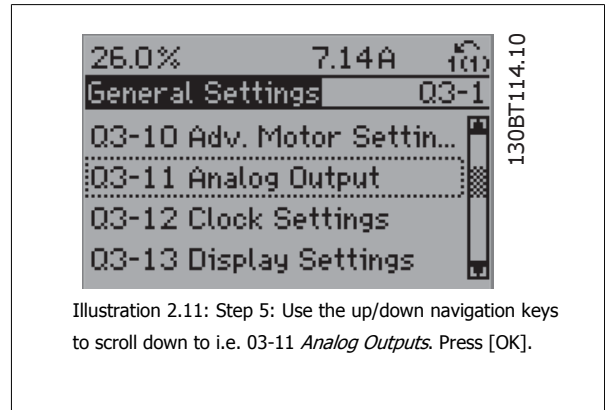 26.0% 7.14A 1(1)
General Settings Q3-1
Q3-10 Adv. Motor Settin...
Q3-11 Analog Output
Q3-12 Clock Settings
Q3-13 Display Settings
130BT114.10
Illustration 2.11: Step 5: Use the up/down navigation keys
to scroll down to i.e. 03-11 Analog Outputs. Press [OK].